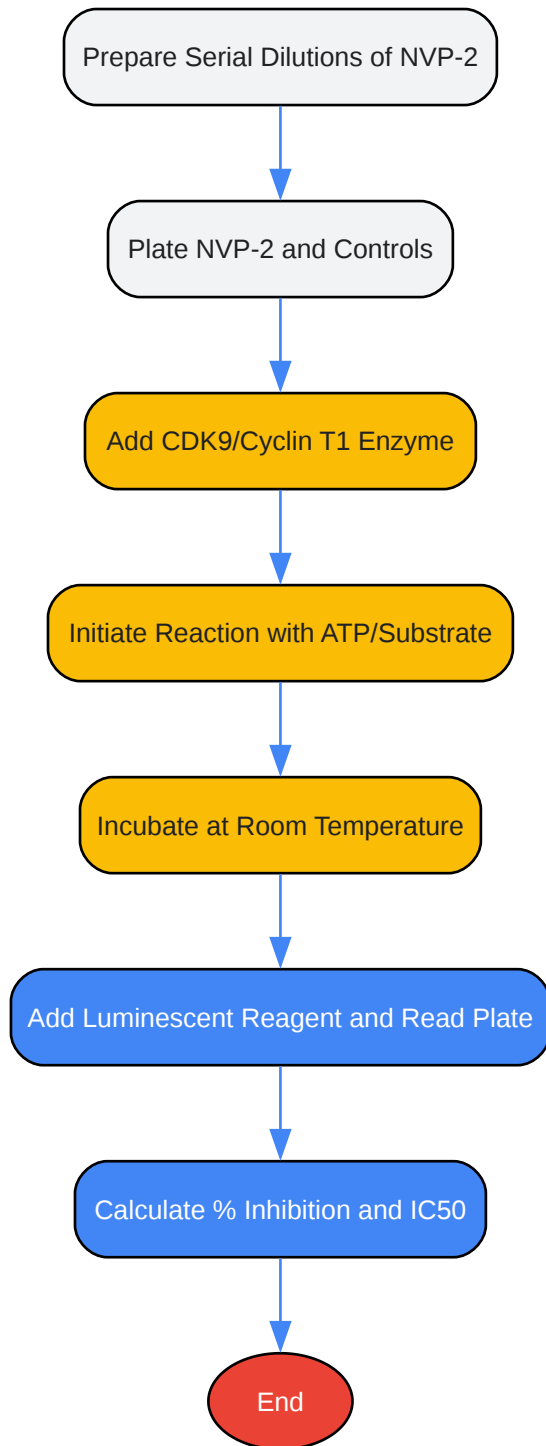 Prepare Serial Dilutions of NVP-2
Plate NVP-2 and Controls
Add CDK9/Cyclin T1 Enzyme
Initiate Reaction with ATP/Substrate
Incubate at Room Temperature
Add Luminescent Reagent and Read Plate
Calculate % Inhibition and IC50
End